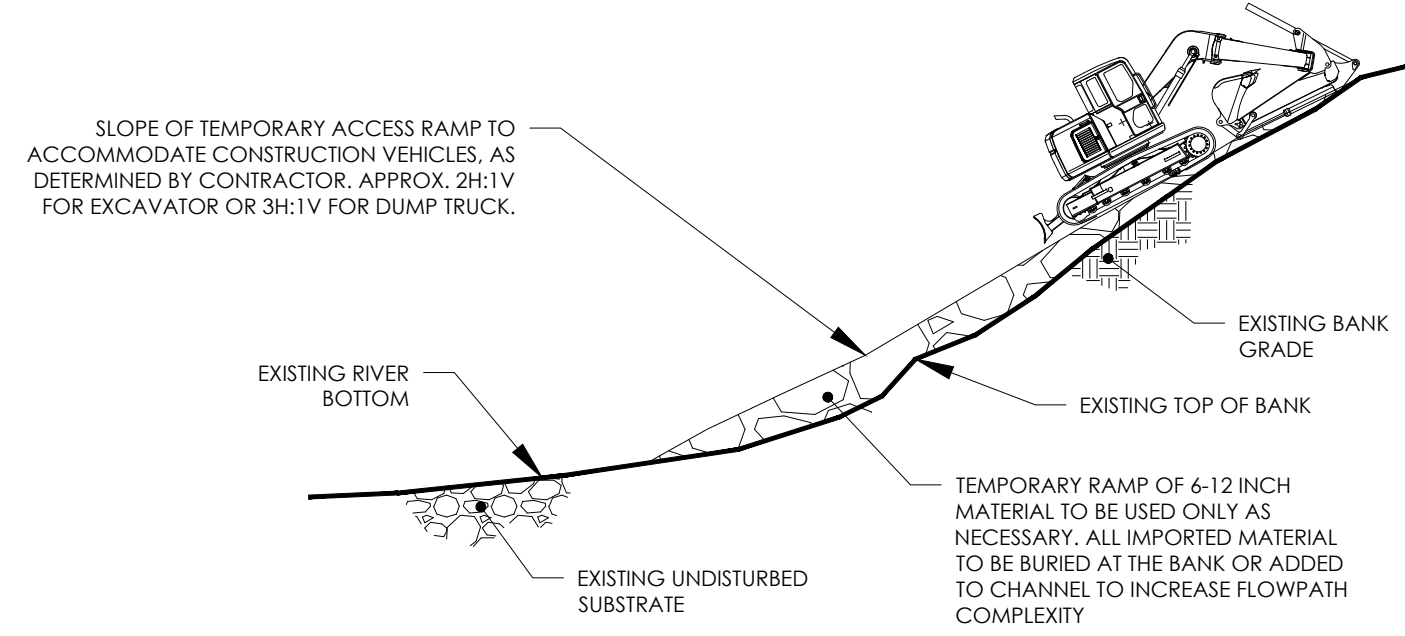 SLOPE OF TEMPORARY ACCESS RAMP TO
ACCOMMODATE CONSTRUCTION VEHICLES, AS
DETERMINED BY CONTRACTOR. APPROX. 2H:1V
FOR EXCAVATOR OR 3H:1V FOR DUMP TRUCK.
EXISTING BANK
GRADE
EXISTING RIVER
BOTTOM
EXISTING TOP OF BANK
TEMPORARY RAMP OF 6-12 INCH
MATERIAL TO BE USED ONLY AS
NECESSARY. ALL IMPORTED MATERIAL
TO BE BURIED AT THE BANK OR ADDED
TO CHANNEL TO INCREASE FLOWPATH
COMPLEXITY
EXISTING UNDISTURBED
SUBSTRATE